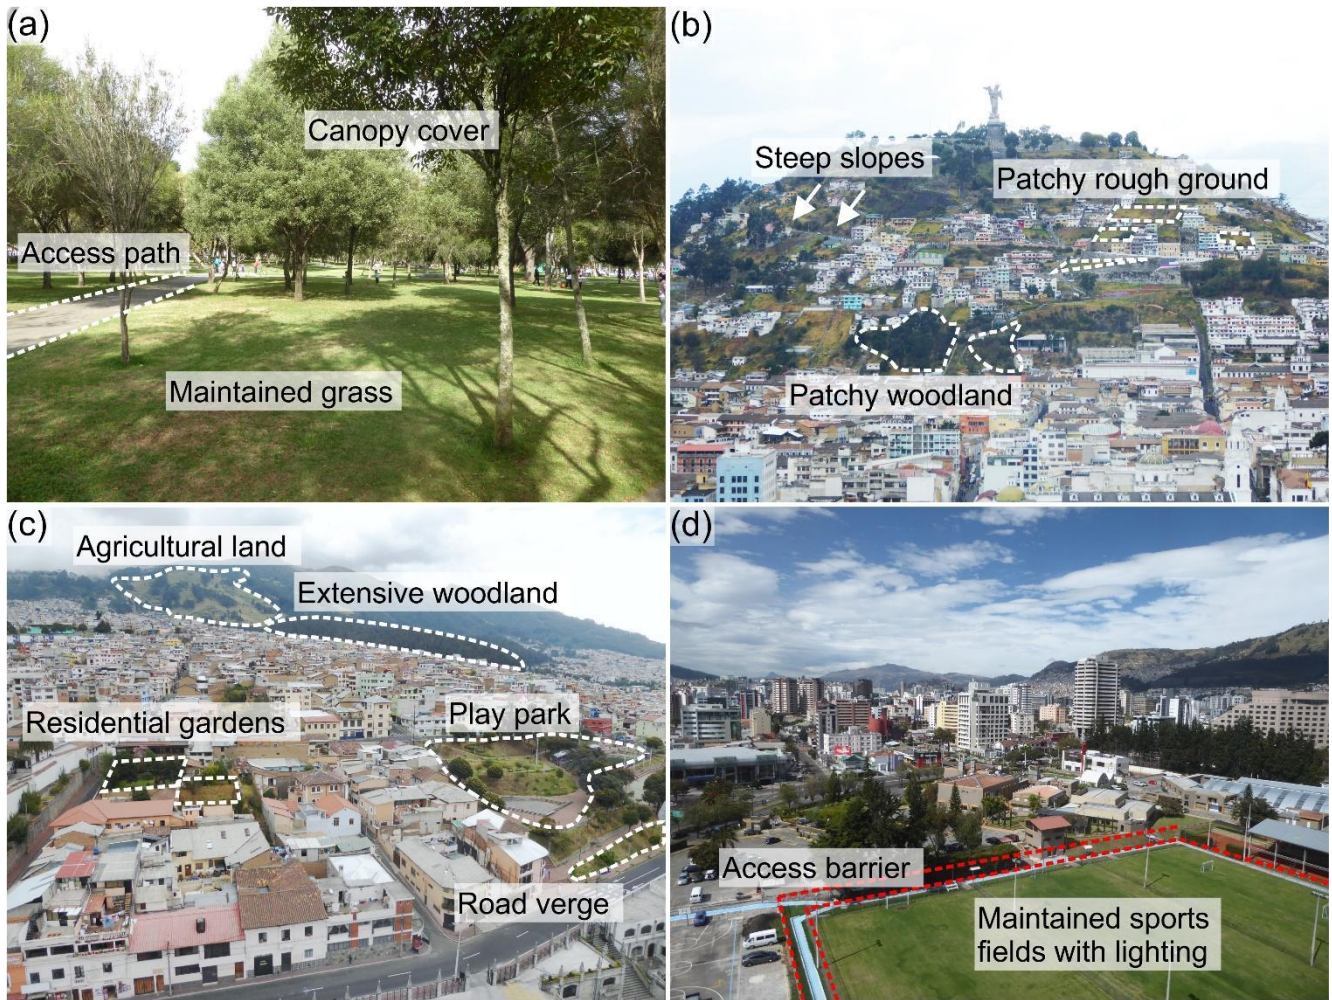 (a)
Canopy cover
Access path
Maintained grass
(b)
Steep slopes
Patchy rough ground
Patchy woodland
(c)
Agricultural land
Extensive woodland
Residential gardens
Play park
Road verge
(d)
Access barrier
Maintained sports
fields with lighting